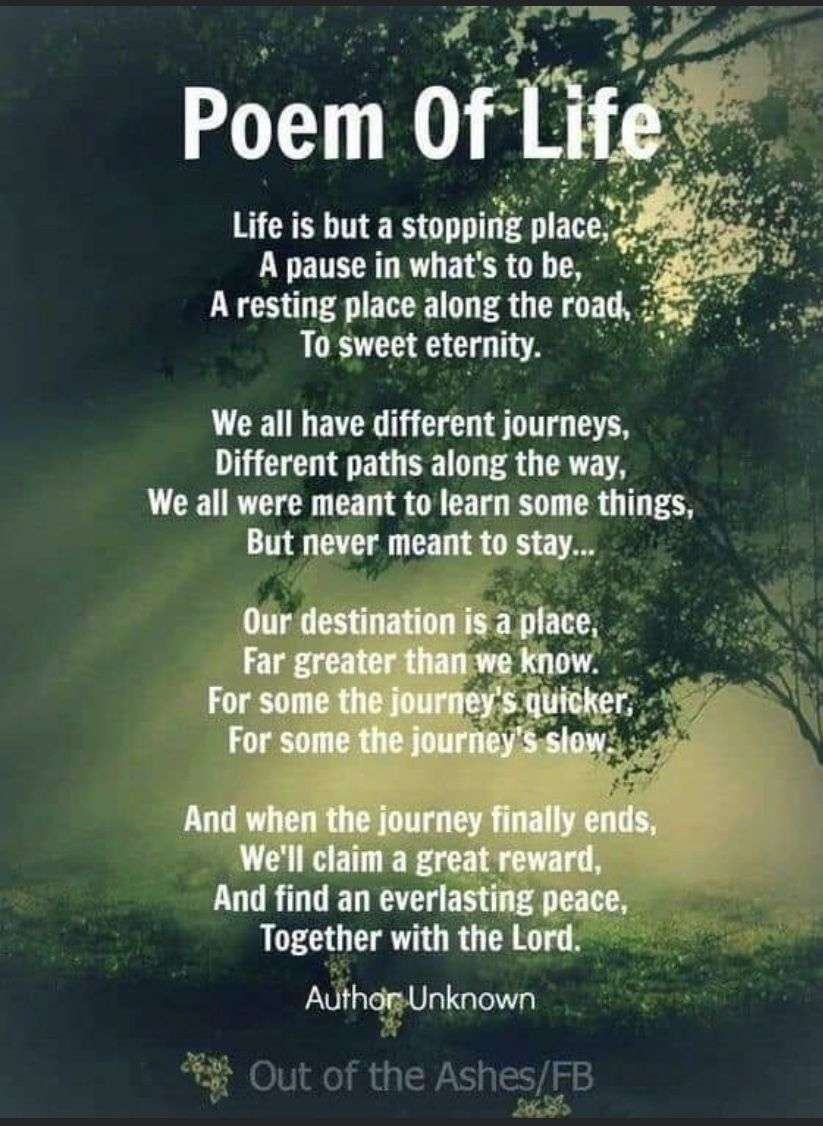 Poem Of Life
Life is but a stopping place,
A pause in what's to be,
A resting place along the road,
To sweet eternity.
We all have different journeys,
Different paths along the way,
We all were meant to learn some things,
But never meant to stay...
Our destination is a place,
Far greater than we know.
For some the journey's quicker,
For some the journey's slow.
And when the journey finally ends,
We'll claim a great reward,
And find an everlasting peace,
Together with the Lord.
Author Unknown
Out of the Ashes/FB